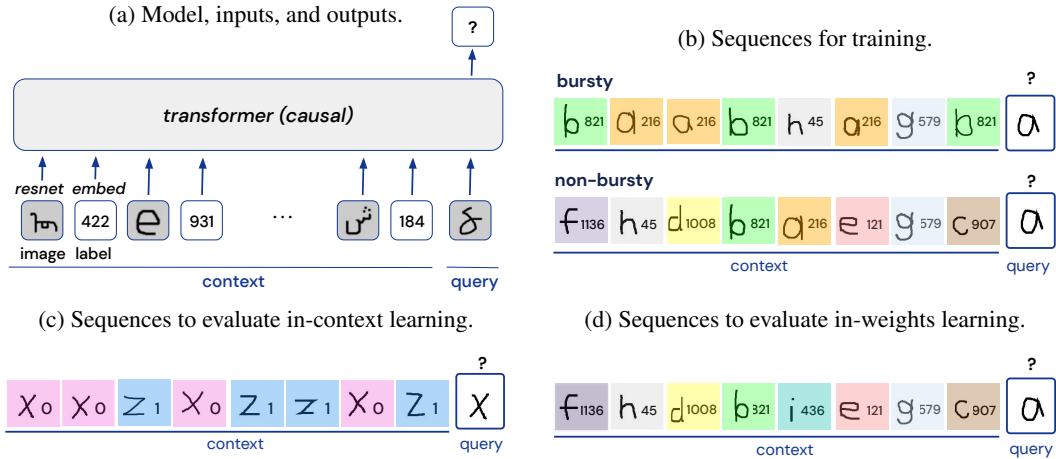 (a) Model, inputs, and outputs.
?
transformer (causal)
resnet embed
422 e 931 ... 184
image label
context query
(b) Sequences for training.
bursty ?
b 821 a 216 a 216 b 821 h 45 a 216 g 579 b 821 a
non-bursty ?
f 1136 h 45 d 1008 b 821 a 216 e 121 g 579 c 907 a
context query
(c) Sequences to evaluate in-context learning.
?
x 0 x 0 z 1 x 0 z 1 z 1 x 0 z 1 x
context query
(d) Sequences to evaluate in-weights learning.
?
f 1136 h 45 d 1008 b 821 i 436 e 121 g 579 c 907 a
context query